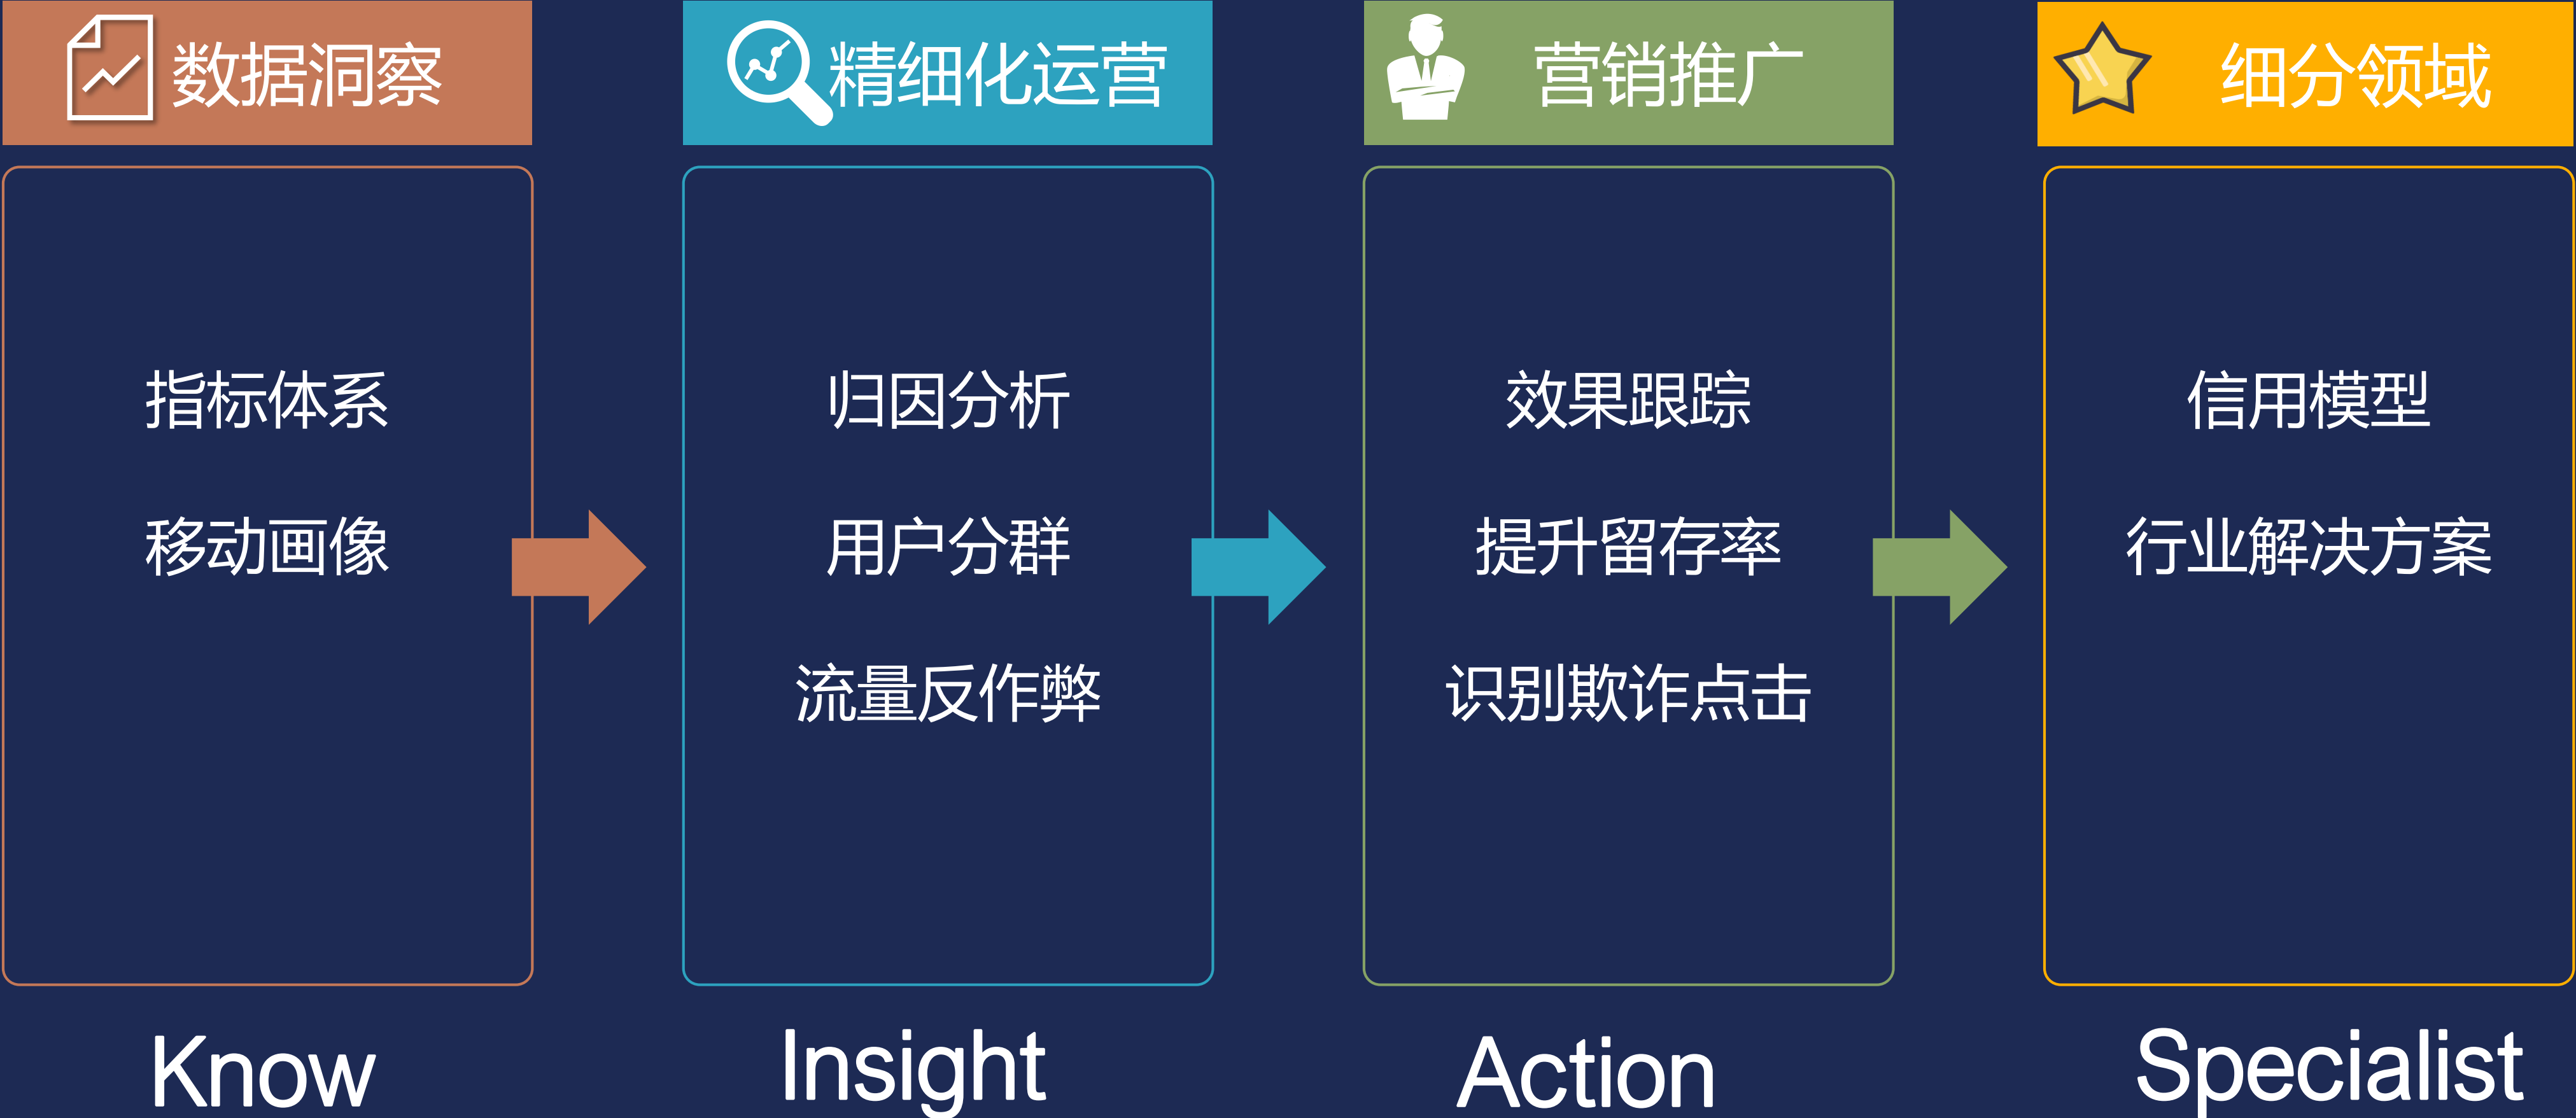 数据洞察
指标体系
移动画像
Know
精细化运营
归因分析
用户分群
流量反作弊
Insight
营销推广
效果跟踪
提升留存率
识别欺诈点击
Action
细分领域
信用模型
行业解决方案
Specialist